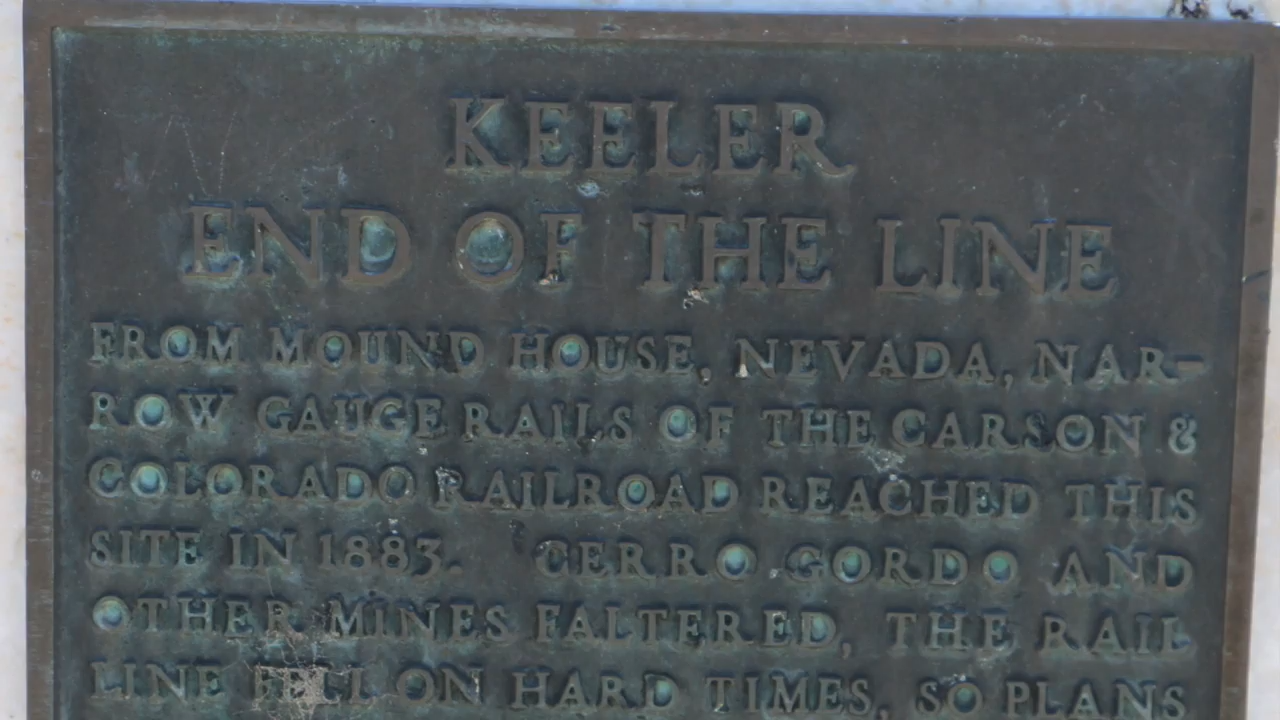 KEELER
END OF THE LINE
FROM MOUND HOUSE, NEVADA, NAR-
ROW GAUGE RAILS OF THE CARSON &
COLORADO RAILROAD REACHED THIS
SITE IN 1883. CERRO GORDO AND
OTHER MINES FALTERED, THE RAIL
LINE FELL ON HARD TIMES, SO PLANS